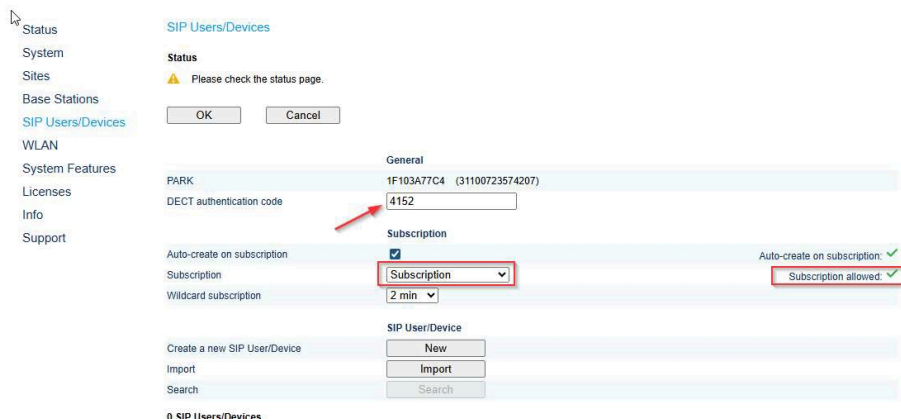 Status
System
Sites
Base Stations
SIP Users/Devices
WLAN
System Features
Licenses
Info
Support
SIP Users/Devices
Status
Please check the status page.
OK Cancel
General
PARK 1F103A77C4 (31100723574207)
DECT authentication code 4152
Subscription
Auto-create on subscription Auto-create on subscription:
Subscription Subscription Subscription allowed:
Wildcard subscription 2 min
SIP User/Device
Create a new SIP User/Device New
Import Import
Search Search
0 SIP Users/Devices